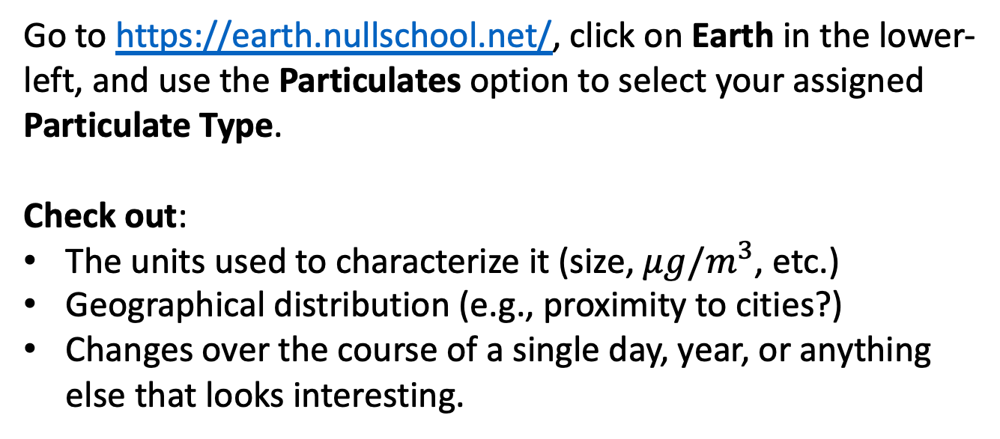 Go to https://earth.nullschool.net/, click on Earth in the lower-
left, and use the Particulates option to select your assigned
Particulate Type.
Check out:
• The units used to characterize it (size, μg/m³, etc.)
• Geographical distribution (e.g., proximity to cities?)
• Changes over the course of a single day, year, or anything
else that looks interesting.